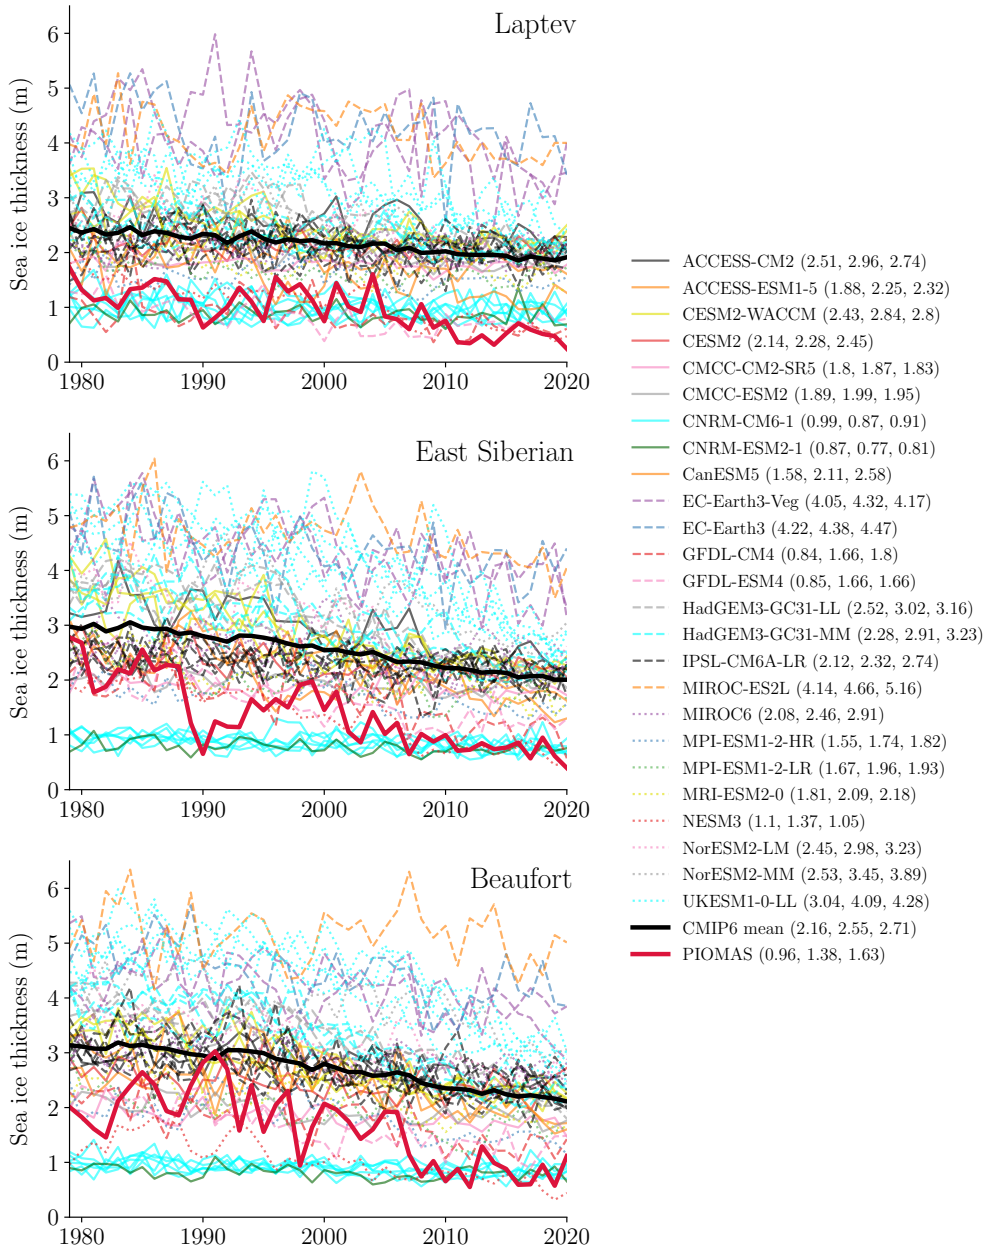 Laptev
Sea ice thickness (m)
6
5
4
3
2
1
0
1980 1990 2000 2010 2020
East Siberian
Sea ice thickness (m)
6
5
4
3
2
1
0
1980 1990 2000 2010 2020
Beaufort
Sea ice thickness (m)
6
5
4
3
2
1
0
1980 1990 2000 2010 2020
ACCESS-CM2 (2.51, 2.96, 2.74)
ACCESS-ESM1-5 (1.88, 2.25, 2.32)
CESM2-WACCM (2.43, 2.84, 2.8)
CESM2 (2.14, 2.28, 2.45)
CMCC-CM2-SR5 (1.8, 1.87, 1.83)
CMCC-ESM2 (1.89, 1.99, 1.95)
CNRM-CM6-1 (0.99, 0.87, 0.91)
CNRM-ESM2-1 (0.87, 0.77, 0.81)
CanESM5 (1.58, 2.11, 2.58)
EC-Earth3-Veg (4.05, 4.32, 4.17)
EC-Earth3 (4.22, 4.38, 4.47)
GFDL-CM4 (0.84, 1.66, 1.8)
GFDL-ESM4 (0.85, 1.66, 1.66)
HadGEM3-GC31-LL (2.52, 3.02, 3.16)
HadGEM3-GC31-MM (2.28, 2.91, 3.23)
IPSL-CM6A-LR (2.12, 2.32, 2.74)
MIROC-ES2L (4.14, 4.66, 5.16)
MIROC6 (2.08, 2.46, 2.91)
MPI-ESM1-2-HR (1.55, 1.74, 1.82)
MPI-ESM1-2-LR (1.67, 1.96, 1.93)
MRI-ESM2-0 (1.81, 2.09, 2.18)
NESM3 (1.1, 1.37, 1.05)
NorESM2-LM (2.45, 2.98, 3.23)
NorESM2-MM (2.53, 3.45, 3.89)
UKESM1-0-LL (3.04, 4.09, 4.28)
CMIP6 mean (2.16, 2.55, 2.71)
PIOMAS (0.96, 1.38, 1.63)